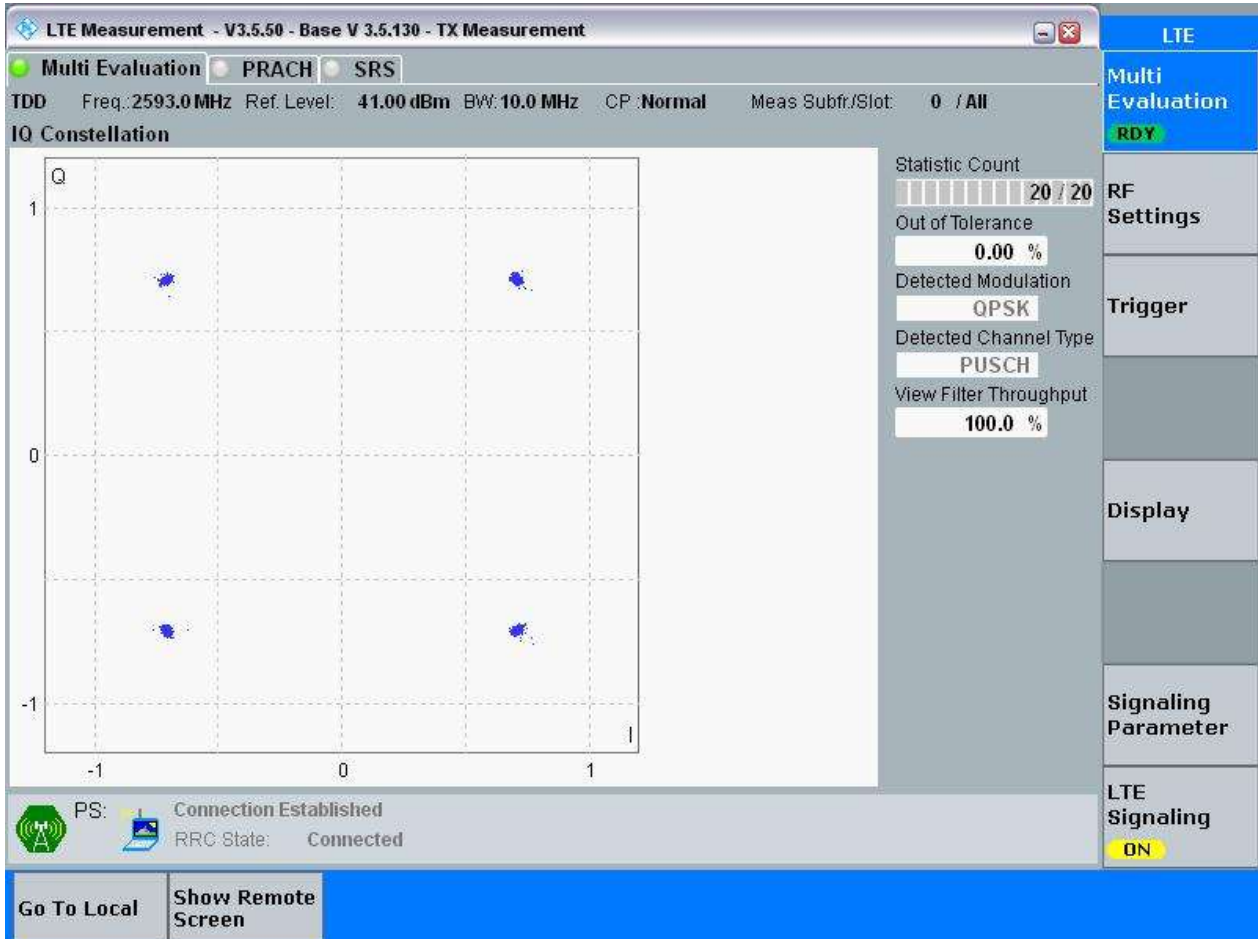 LTE Measurement - V3.5.50 - Base V 3.5.130 - TX Measurement
LTE
Multi Evaluation PRACH SRS
TDD Freq.:2593.0 MHz Ref. Level: 41.00 dBm BW:10.0 MHz CP :Normal Meas Subfr./Slot: 0 / All
IQ Constellation
Q
1
0
-1
I
-1 0 1
Statistic Count
20 / 20
Out of Tolerance
0.00 %
Detected Modulation
QPSK
Detected Channel Type
PUSCH
View Filter Throughput
100.0 %
Multi
Evaluation
RDY
RF
Settings
Trigger
Display
Signaling
Parameter
LTE
Signaling
ON
PS: Connection Established
RRC State: Connected
Go To Local
Show Remote
Screen